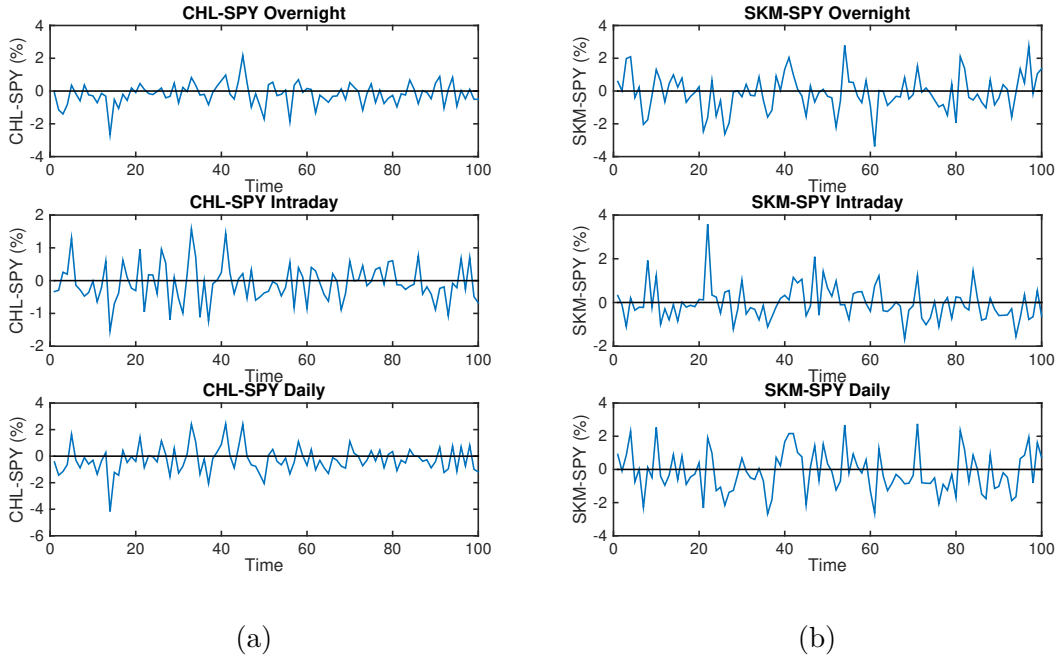 CHL-SPY Overnight
CHL-SPY (%)
4
2
0
-2
-4
0 20 40 60 80 100
Time
CHL-SPY Intraday
CHL-SPY (%)
2
1
0
-1
-2
0 20 40 60 80 100
Time
CHL-SPY Daily
CHL-SPY (%)
4
2
0
-2
-4
-6
0 20 40 60 80 100
Time
(a)
SKM-SPY Overnight
SKM-SPY (%)
4
2
0
-2
-4
0 20 40 60 80 100
Time
SKM-SPY Intraday
SKM-SPY (%)
4
2
0
-2
0 20 40 60 80 100
Time
SKM-SPY Daily
SKM-SPY (%)
4
2
0
-2
-4
0 20 40 60 80 100
Time
(b)